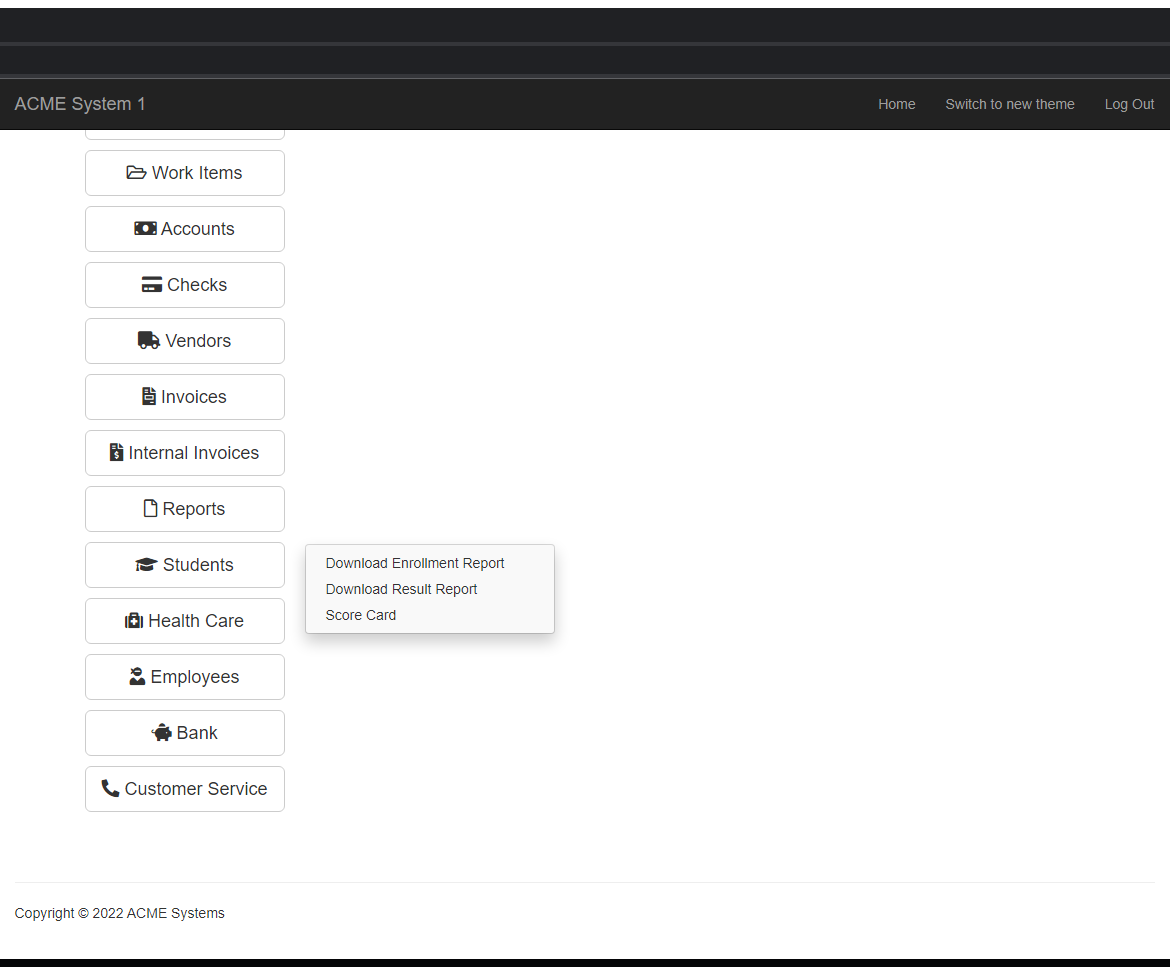 ACME System 1
Home
Switch to new theme
Log Out
Work Items
Accounts
Checks
Vendors
Invoices
Internal Invoices
Reports
Students
Download Enrollment Report
Download Result Report
Score Card
Health Care
Employees
Bank
Customer Service
Copyright © 2022 ACME Systems